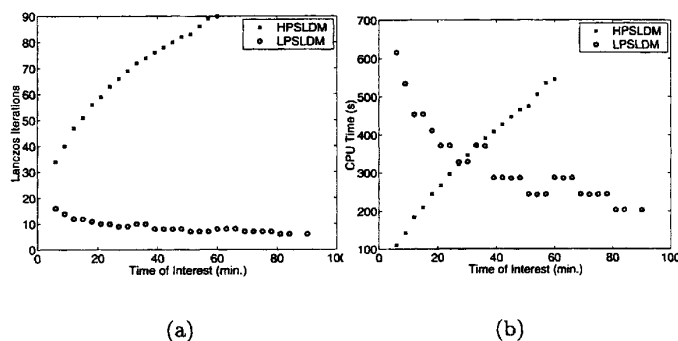 90
80
70
60
50
40
30
20
10
0
Lanczos Iterations
0 20 40 60 80 100
Time of Interest (min.)
HPSLDM
LPSLDM
(a)
700
600
500
400
300
200
100
CPU Time (s)
0 20 40 60 80 100
Time of Interest (min.)
HPSLDM
LPSLDM
(b)